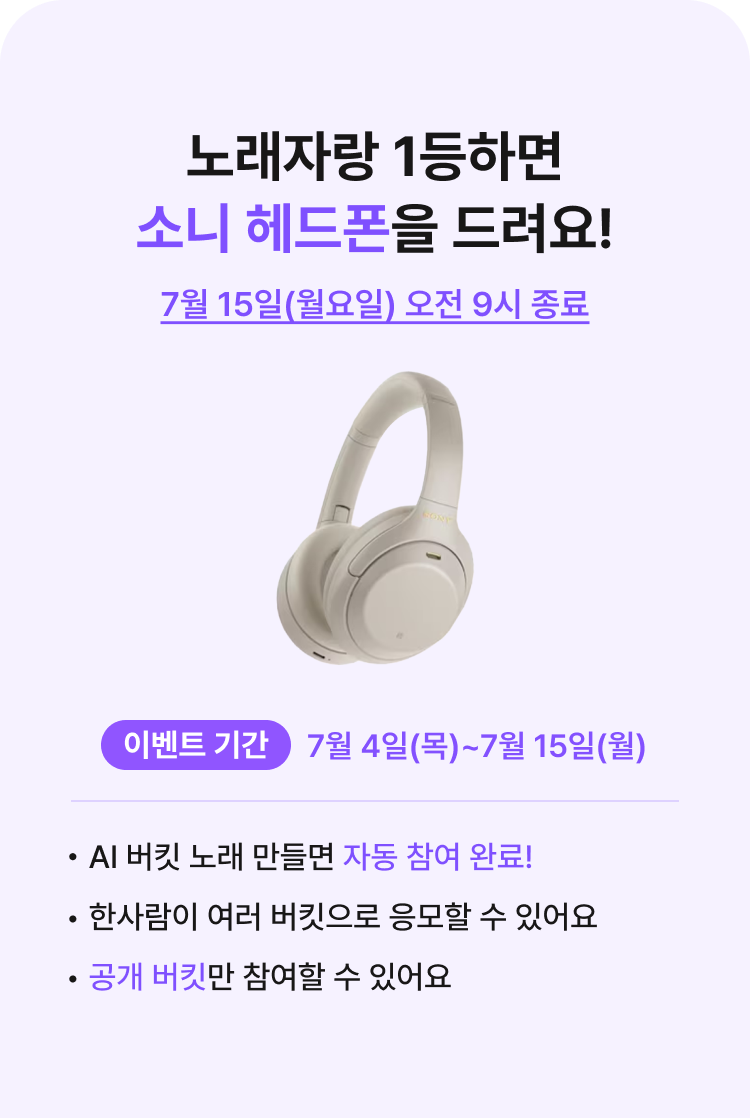 노래자랑 1등하면
소니 헤드폰을 드려요!
7월 15일(월요일) 오전 9시 종료
SONY
이벤트 기간 7월 4일(목)~7월 15일(월)
• AI 버킷 노래 만들면 자동 참여 완료!
• 한사람이 여러 버킷으로 응모할 수 있어요
• 공개 버킷만 참여할 수 있어요